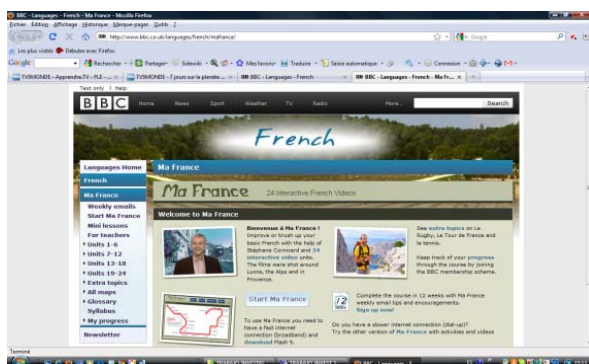 BBC - Languages - French - Ma France - Mozilla Firefox
Fichier Édition Affichage Historique Marque-pages Outils ?
http://www.bbc.co.uk/languages/french/mafrance/
Google
Les plus visités Débuter avec Firefox
Google Rechercher Partager Sidewiki Mes favoris Traduire Saisie automatique Connexion
TV5MONDE - Apprendre.TV - FLE - ... TV5MONDE - 7 jours sur la planète... BBC - Languages - French BBC - Languages - French - Ma Fr...
Text only | Help
BBC Home News Sport Weather TV Radio More... Search
French
Languages Home
French
Ma France
Weekly emails
Start Ma France
Mini lessons
For teachers
Units 1-6
Units 7-12
Units 13-18
Units 19-24
Extra topics
All maps
Glossary
Syllabus
My progress
Newsletter
Ma France
Ma France 24 Interactive French Videos
Welcome to Ma France
Bienvenue à Ma France !
Improve or brush up your
basic French with the help of
Stéphane Cornicard and 24
interactive video units.
The films were shot around
Lyons, the Alps and in
Provence.
See extra topics on Le
Rugby, Le Tour de France and
le tennis.
Keep track of your progress
through the course by joining
the BBC membership scheme.
Start Ma France
To use Ma France you need to
have a fast internet
connection (broadband) and
download Flash 9.
12
Complete the course in 12 weeks with Ma France
weekly email tips and encouragements.
Sign up now!
Do you have a slower internet connection (dial-up)?
Try the other version of Ma France with activities and videos
Terminé